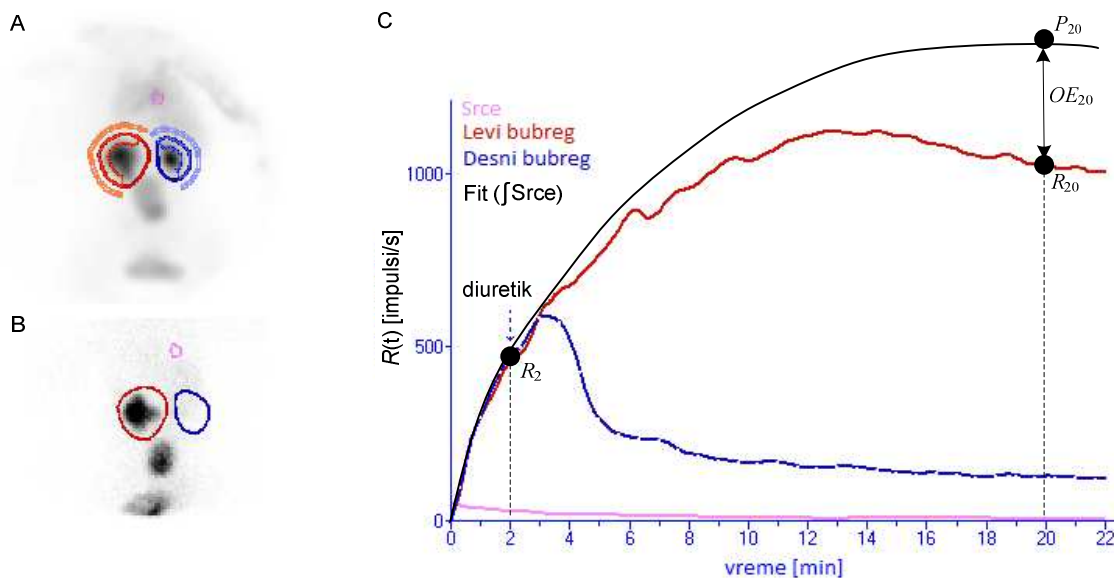 A
B
C
Srce
Levi bubreg
Desni bubreg
Fit (∫Srce)
diuretik
R2
P20
OE20
R20
R(t) [impulsi/s]
1000
500
0
0 2 4 6 8 10 12 14 16 18 20 22
vreme [min]